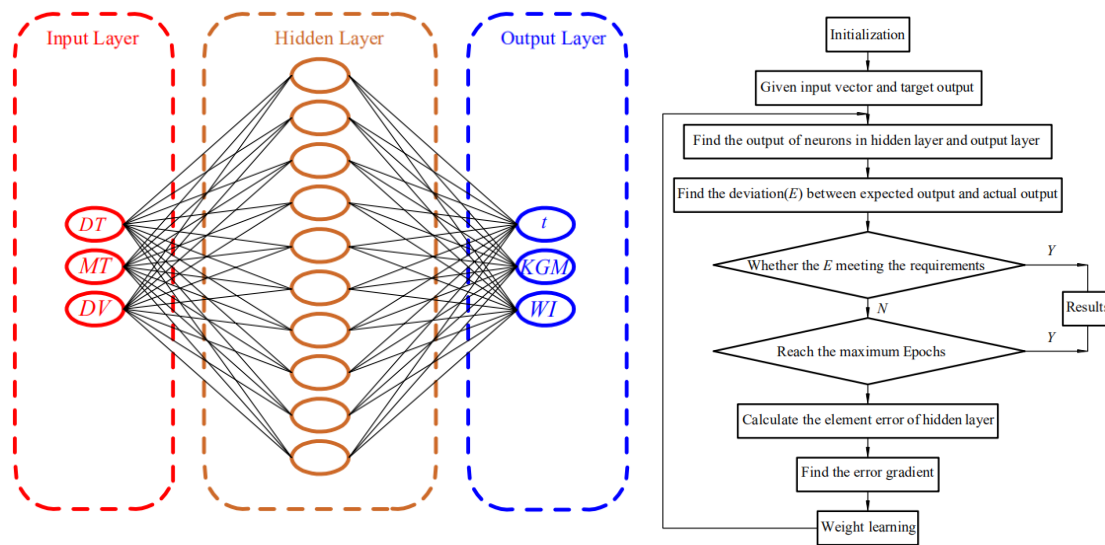 Input Layer
Hidden Layer
Output Layer
DT
MT
DV
t
KGM
WI
Initialization
Given input vector and target output
Find the output of neurons in hidden layer and output layer
Find the deviation(E) between expected output and actual output
Whether the E meeting the requirements
Y
N
Results
Reach the maximum Epochs
Y
Calculate the element error of hidden layer
Find the error gradient
Weight learning